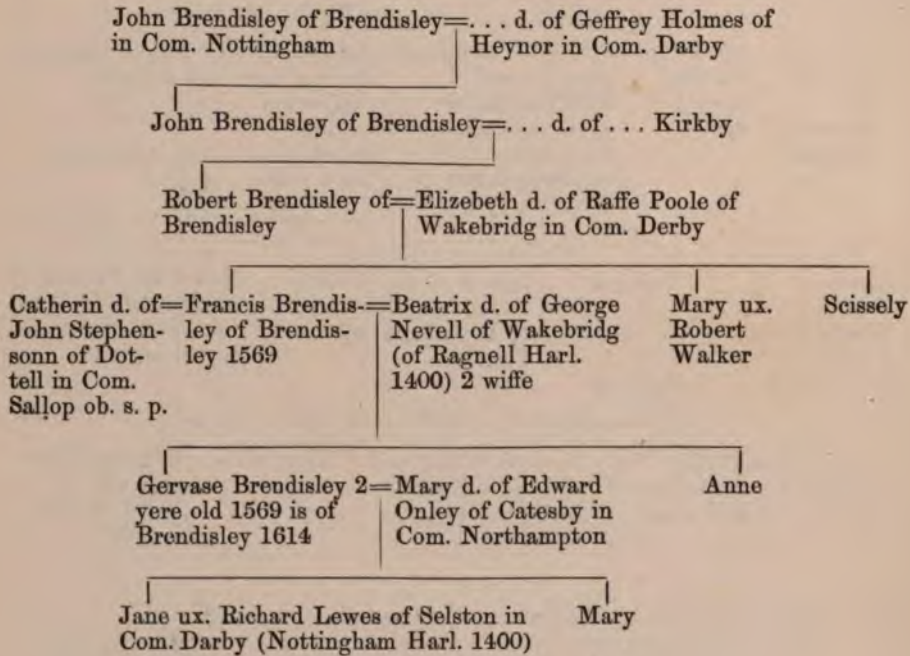 John Brendisley of Brendisley=. . . d. of Geffrey Holmes of
in Com. Nottingham Heynor in Com. Darby
John Brendisley of Brendisley=. . . d. of . . . Kirkby
Robert Brendisley of=Elizebeth d. of Raffe Poole of
Brendisley Wakebridg in Com. Derby
Catherin d. of=Francis Brendis-=Beatrix d. of George Mary ux. Scissely
John Stephen- ley of Brendis- Nevell of Wakebridg Robert
sonn of Dot- ley 1569 (of Ragnell Harl. Walker
tell in Com. 1400) 2 wiffe
Sallop ob. s. p.
Gervase Brendisley 2=Mary d. of Edward Anne
yere old 1569 is of Onley of Catesby in
Brendisley 1614 Com. Northampton
Jane ux. Richard Lewes of Selston in Mary
Com. Darby (Nottingham Harl. 1400)